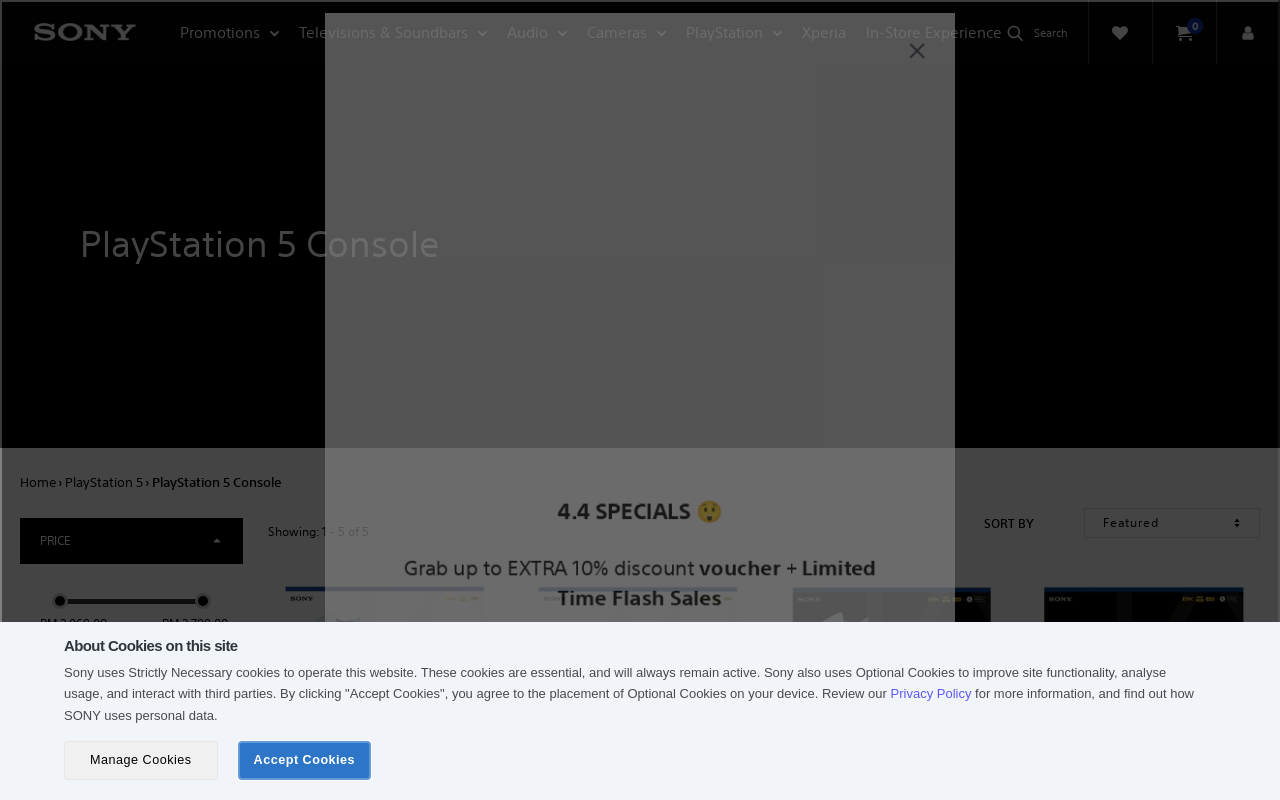 SONY
Promotions
Televisions & Soundbars
Audio
Cameras
PlayStation
Xperia
In-Store Experience
Search
0
PlayStation 5 Console
Home › PlayStation 5 › PlayStation 5 Console
PRICE
Showing: 1 - 5 of 5
SORT BY
Featured
4.4 SPECIALS 😲
Grab up to EXTRA 10% discount voucher + Limited
Time Flash Sales
SONY
SONY
SONY
SONY
About Cookies on this site
Sony uses Strictly Necessary cookies to operate this website. These cookies are essential, and will always remain active. Sony also uses Optional Cookies to improve site functionality, analyse
usage, and interact with third parties. By clicking "Accept Cookies", you agree to the placement of Optional Cookies on your device. Review our Privacy Policy for more information, and find out how
SONY uses personal data.
Manage Cookies
Accept Cookies